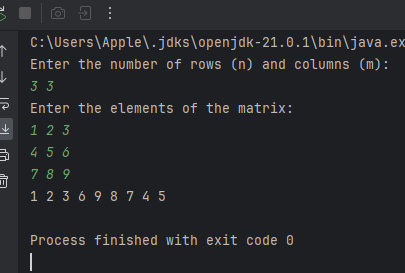 C:\Users\Apple\.jdks\openjdk-21.0.1\bin\java.ex
Enter the number of rows (n) and columns (m):
3 3
Enter the elements of the matrix:
1 2 3
4 5 6
7 8 9
1 2 3 6 9 8 7 4 5
Process finished with exit code 0